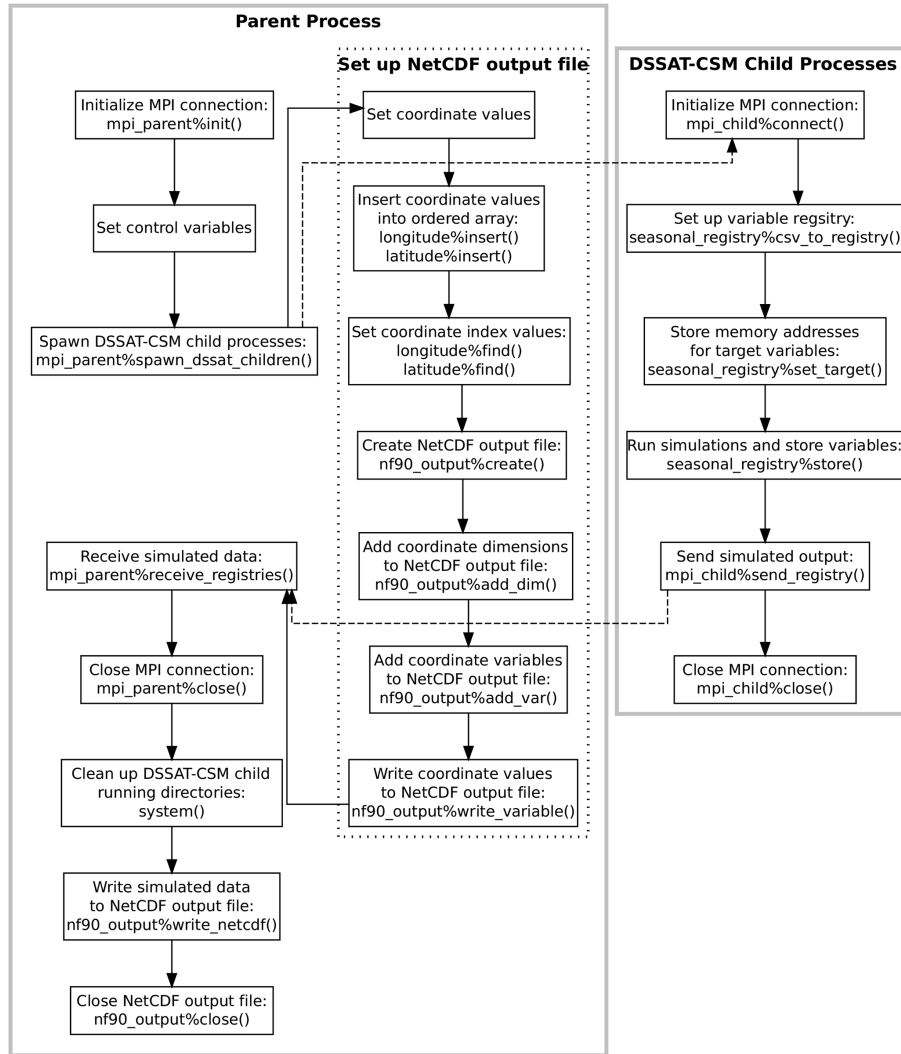 Parent Process
Initialize MPI connection:
mpi_parent%init()
Set control variables
Spawn DSSAT-CSM child processes:
mpi_parent%spawn_dssat_children()
Set up NetCDF output file
Set coordinate values
Insert coordinate values
into ordered array:
longitude%insert()
latitude%insert()
Set coordinate index values:
longitude%find()
latitude%find()
Create NetCDF output file:
nf90_output%create()
Add coordinate dimensions
to NetCDF output file:
nf90_output%add_dim()
Add coordinate variables
to NetCDF output file:
nf90_output%add_var()
Write coordinate values
to NetCDF output file:
nf90_output%write_variable()
Receive simulated data:
mpi_parent%receive_registries()
Close MPI connection:
mpi_parent%close()
Clean up DSSAT-CSM child
running directories:
system()
Write simulated data
to NetCDF output file:
nf90_output%write_netcdf()
Close NetCDF output file:
nf90_output%close()
DSSAT-CSM Child Processes
Initialize MPI connection:
mpi_child%connect()
Set up variable regsitry:
seasonal_registry%csv_to_registry()
Store memory addresses
for target variables:
seasonal_registry%set_target()
Run simulations and store variables:
seasonal_registry%store()
Send simulated output:
mpi_child%send_registry()
Close MPI connection:
mpi_child%close()